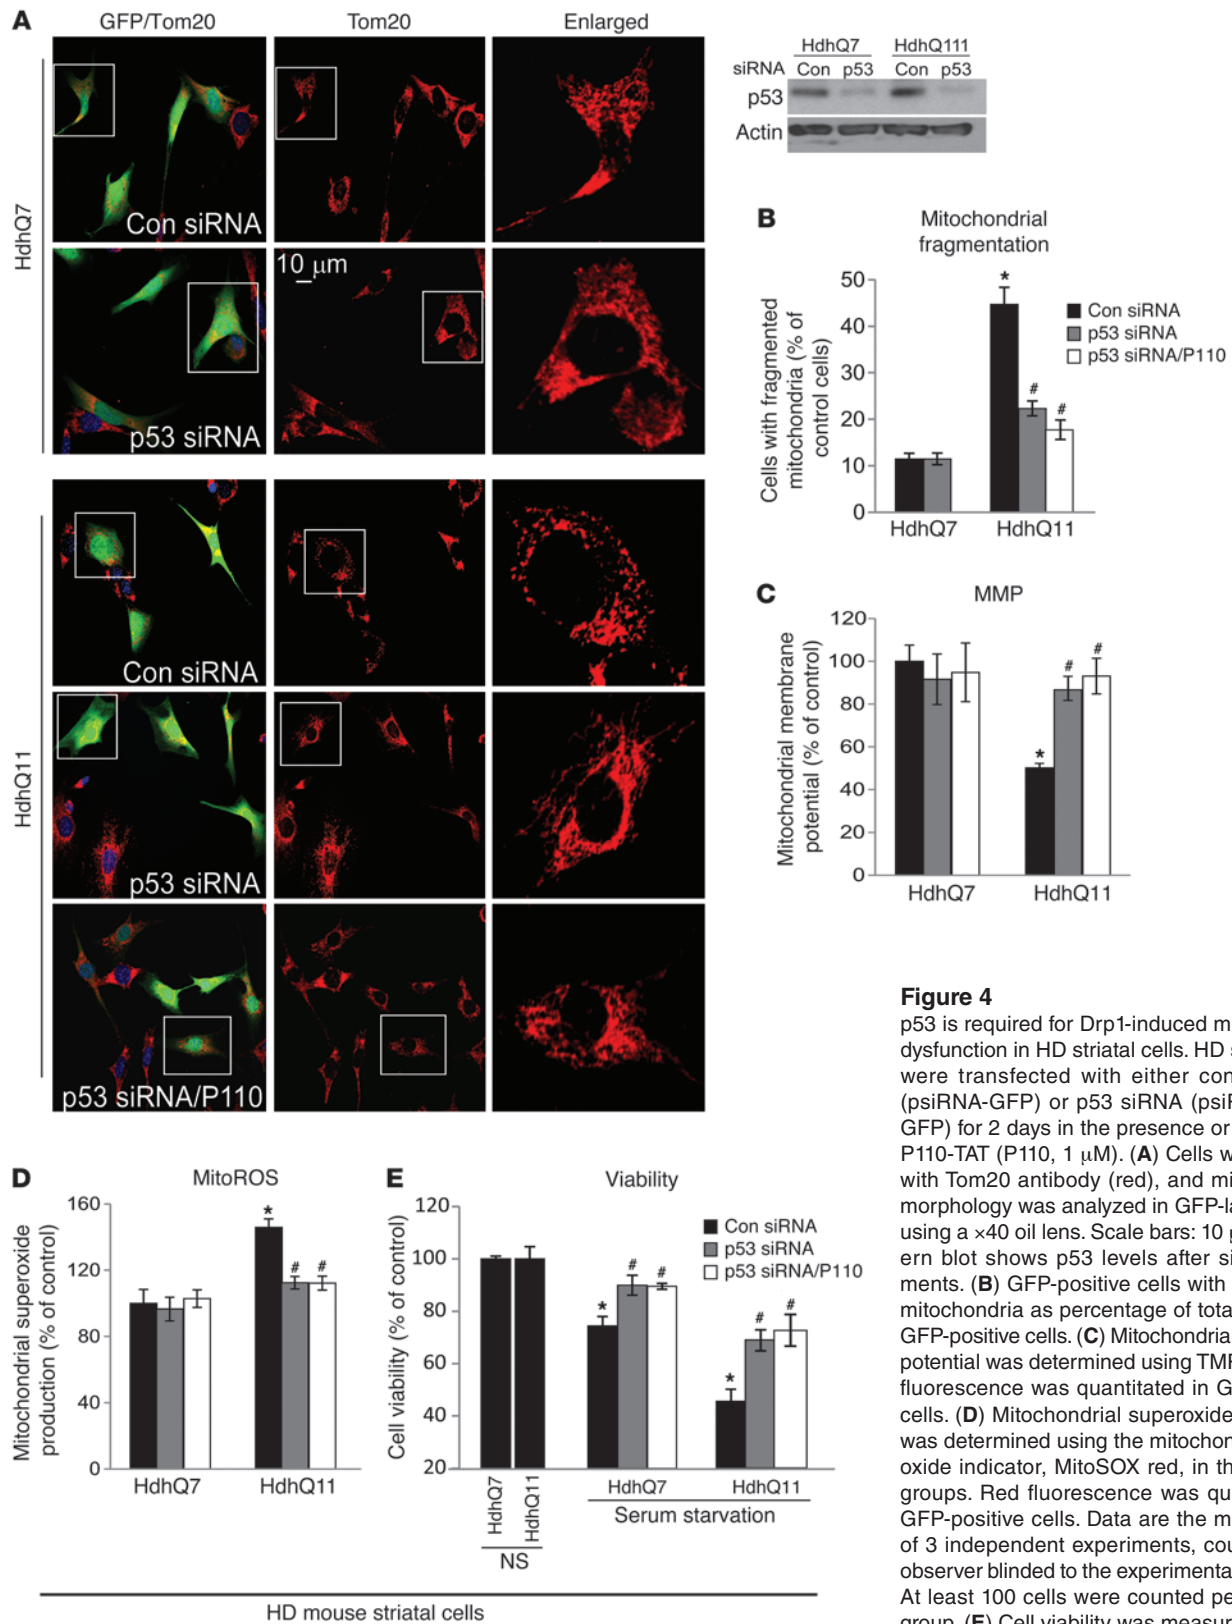 A
GFP/Tom20 Tom20 Enlarged
HdhQ7
Con siRNA
10 μm
p53 siRNA
HdhQ11
Con siRNA
p53 siRNA
p53 siRNA/P110
HdhQ7 HdhQ111
siRNA Con p53 Con p53
p53
Actin
B
Mitochondrial
fragmentation
Cells with fragmented
mitochondria (% of
control cells)
50
40
30
20
10
0
*
#
#
Con siRNA
p53 siRNA
p53 siRNA/P110
HdhQ7 HdhQ11
C
MMP
Mitochondrial membrane
potential (% of control)
120
100
80
60
40
20
0
*
#
#
HdhQ7 HdhQ11
D
MitoROS
Mitochondrial superoxide
production (% of control)
160
120
80
40
0
*
#
#
HdhQ7 HdhQ11
E
Viability
Cell viability (% of control)
120
100
80
60
40
20
*
#
#
*
#
#
Con siRNA
p53 siRNA
p53 siRNA/P110
HdhQ7
HdhQ11
NS
HdhQ7 HdhQ11
Serum starvation
HD mouse striatal cells
Figure 4
p53 is required for Drp1-induced m
dysfunction in HD striatal cells. HD s
were transfected with either con
(psiRNA-GFP) or p53 siRNA (psiF
GFP) for 2 days in the presence or
P110-TAT (P110, 1 μM). (A) Cells w
with Tom20 antibody (red), and mi
morphology was analyzed in GFP-la
using a ×40 oil lens. Scale bars: 10
ern blot shows p53 levels after si
ments. (B) GFP-positive cells with
mitochondria as percentage of total
GFP-positive cells. (C) Mitochondria
potential was determined using TMF
fluorescence was quantitated in G
cells. (D) Mitochondrial superoxide
was determined using the mitochon
oxide indicator, MitoSOX red, in th
groups. Red fluorescence was qu
GFP-positive cells. Data are the m
of 3 independent experiments, cou
observer blinded to the experimenta
At least 100 cells were counted p
group. (E) Cell viability was measur